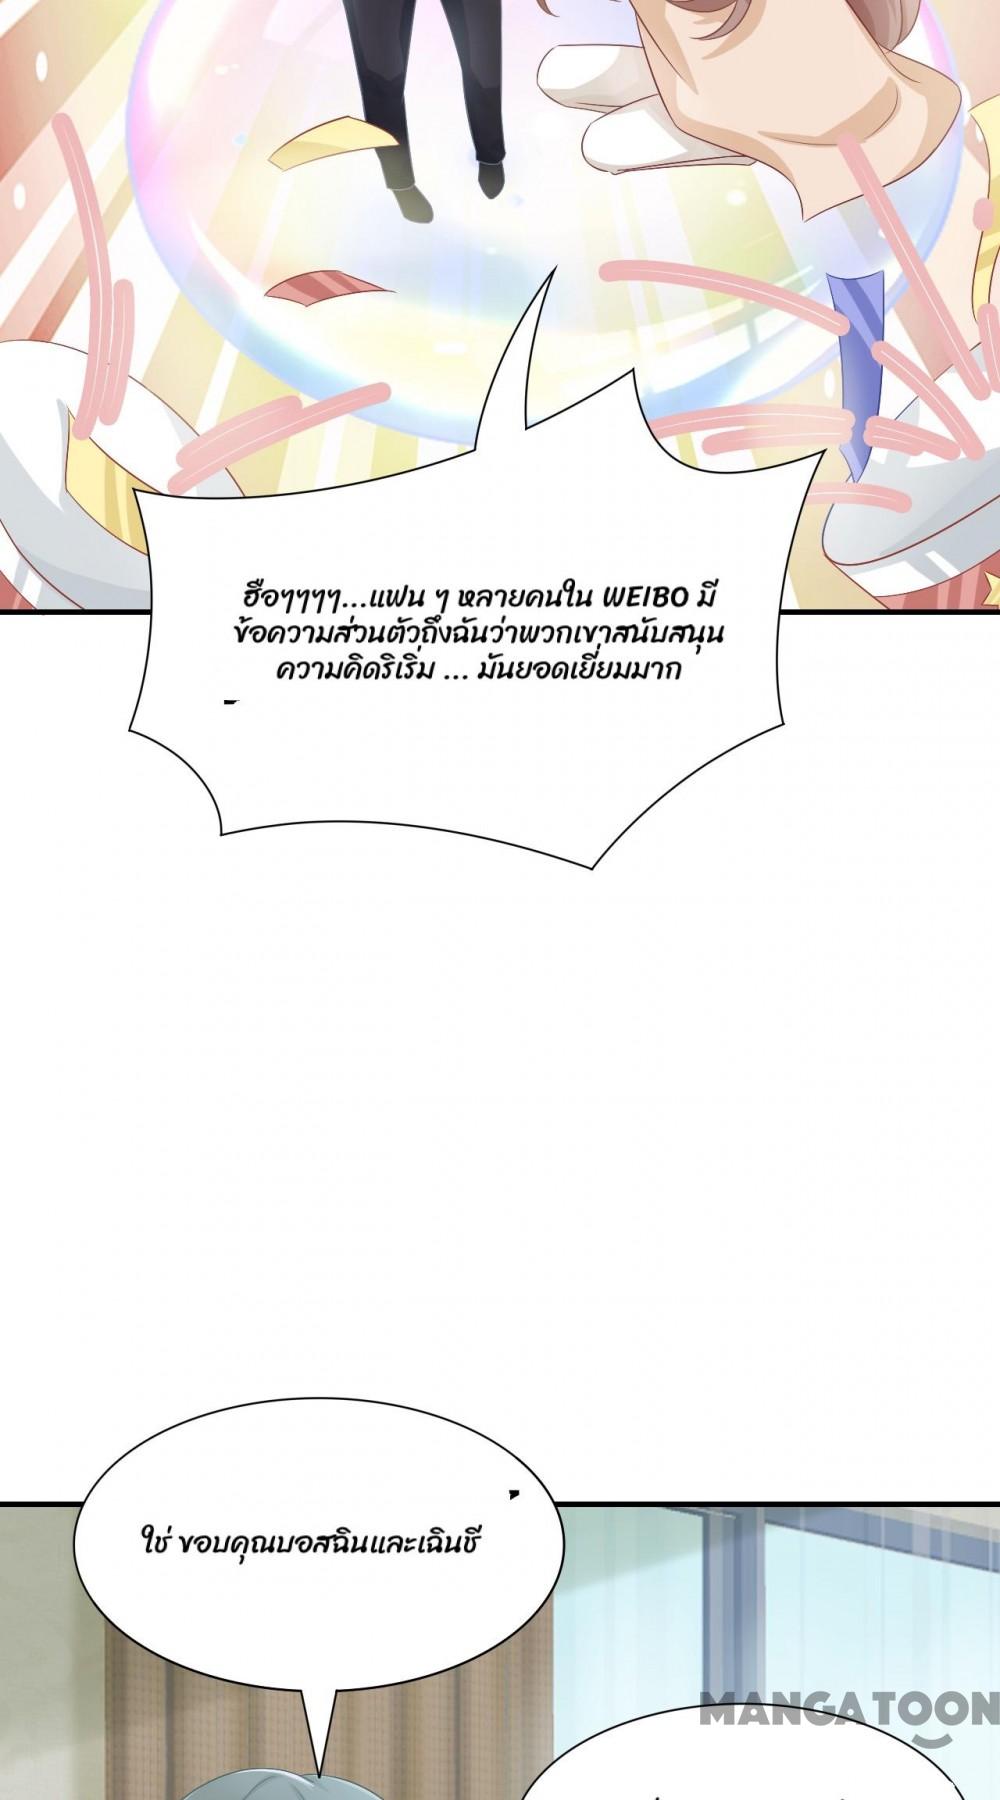 ฮือๆๆๆๆ...แฟน ๆ หลายคนใน WEIBO มี
ข้อความส่วนตัวถึงฉันว่าพวกเขาสนับสนุน
ความคิดริเริ่ม ... มันยอดเยี่ยมมาก
ใช่ ขอบคุณบอสฉินและเฉินชี
MANGATOON